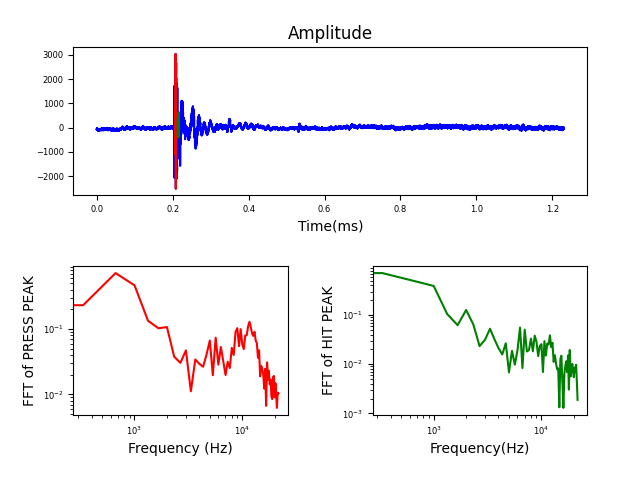 Amplitude
3000
2000
1000
0
−1000
−2000
0.0 0.2 0.4 0.6 0.8 1.0 1.2
Time(ms)
FFT of PRESS PEAK
10⁻¹
10⁻²
10³ 10⁴
Frequency (Hz)
FFT of HIT PEAK
10⁻¹
10⁻²
10⁻³
10³ 10⁴
Frequency(Hz)